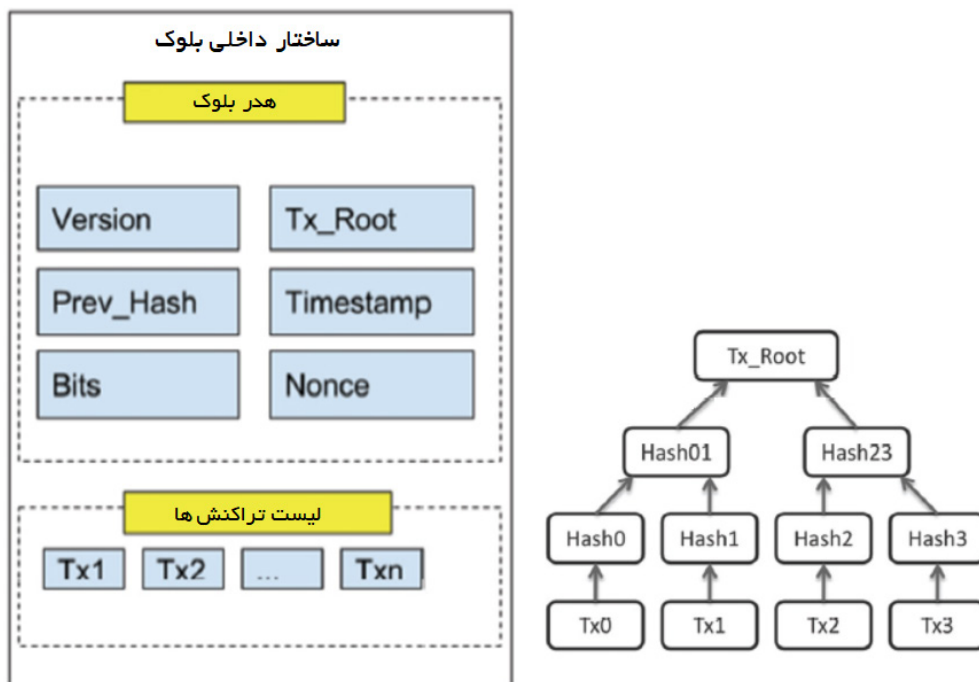 ساختار داخلی بلوک
هدر بلوک
Version
Tx_Root
Prev_Hash
Timestamp
Bits
Nonce
لیست تراکنش ها
Tx1
Tx2
...
Txn
Tx_Root
Hash01
Hash23
Hash0
Hash1
Hash2
Hash3
Tx0
Tx1
Tx2
Tx3